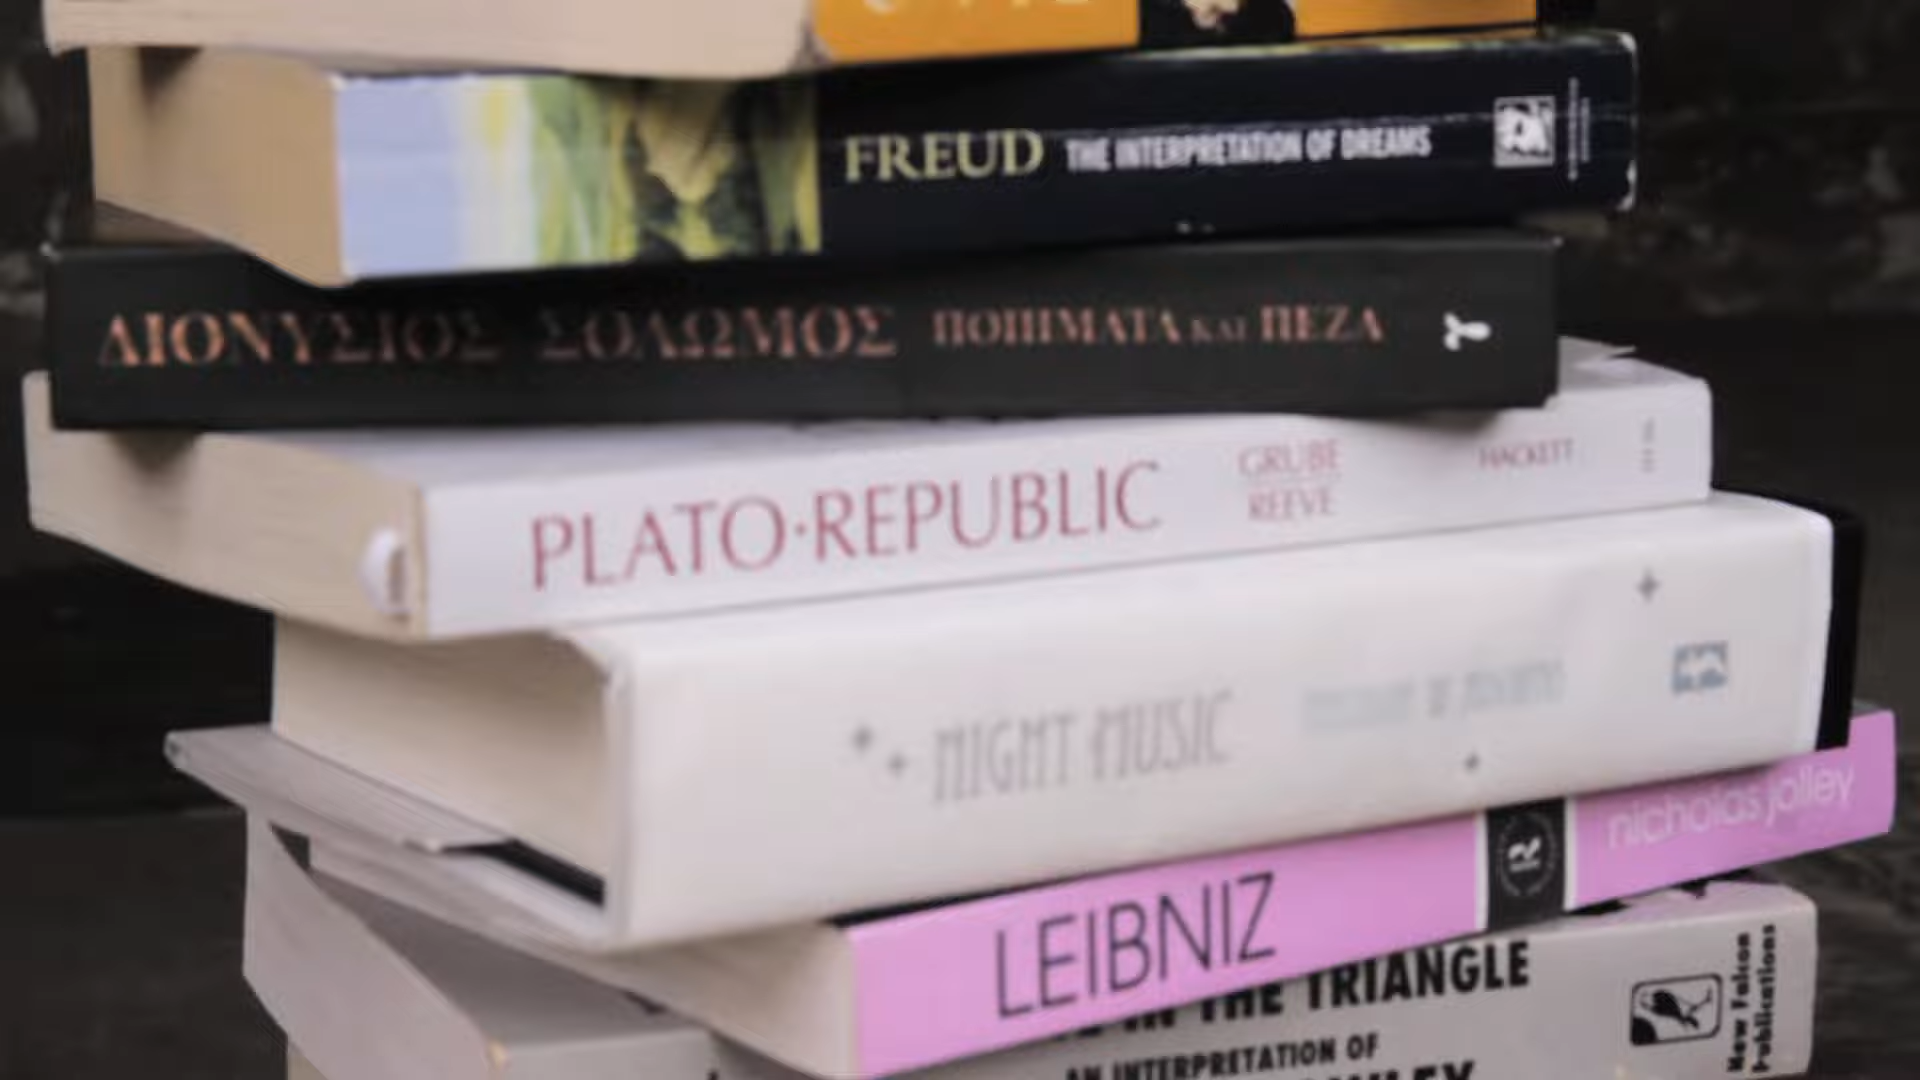 FREUD THE INTERPRETATION OF DREAMS
ΔΙΟΝΥΣΙΟΣ ΣΟΛΩΜΟΣ ΠΟΙΗΜΑΤΑ ΚΑΙ ΠΕΖΑ
PLATO·REPUBLIC GRUBE REEVE HACKETT
NIGHT MUSIC
LEIBNIZ nicholas jolley
IN THE TRIANGLE
AN INTERPRETATION OF
New Falcon
Publications